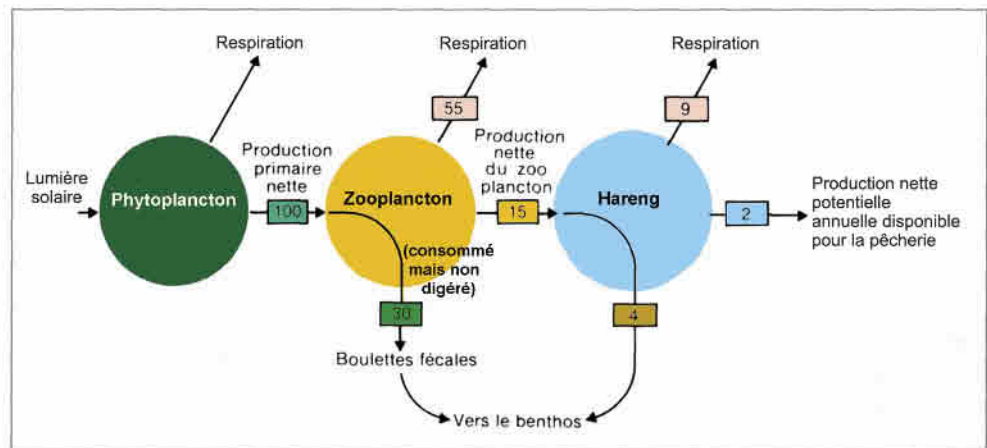 Respiration
Respiration
Respiration
55
9
Production
primaire
nette
Production
nette
du zoo
plancton
Lumière
solaire
Phytoplancton
Zooplancton
Hareng
100
15
2
Production nette
potentielle
annuelle disponible
pour la pêcherie
(consommé
mais non
digéré)
30
4
Boulettes fécales
Vers le benthos